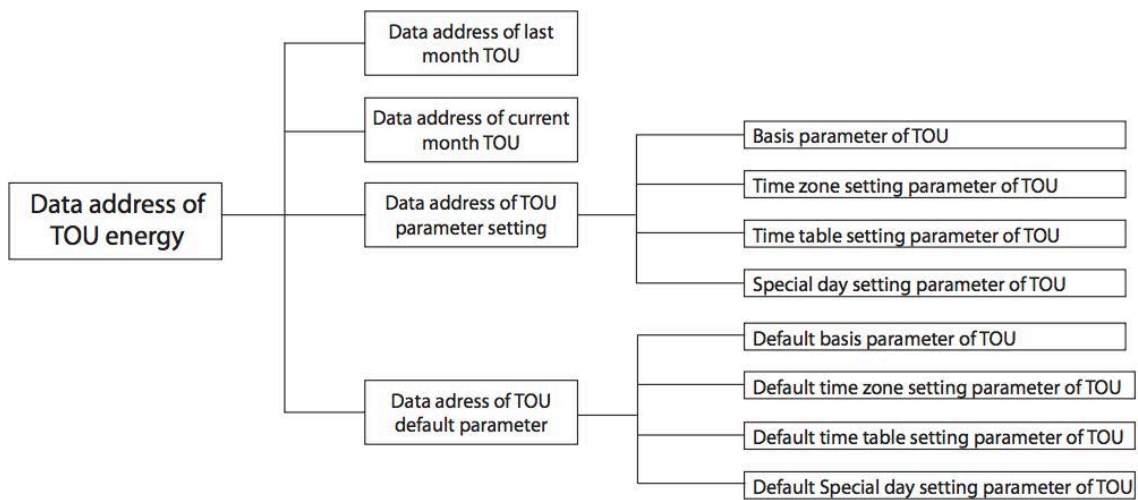 Data address of last
month TOU
Data address of current
month TOU
Data address of
TOU energy
Data address of TOU
parameter setting
Basis parameter of TOU
Time zone setting parameter of TOU
Time table setting parameter of TOU
Special day setting parameter of TOU
Data adress of TOU
default parameter
Default basis parameter of TOU
Default time zone setting parameter of TOU
Default time table setting parameter of TOU
Default Special day setting parameter of TOU